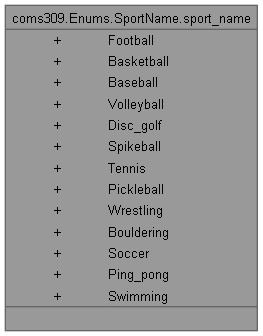 coms309.Enums.SportName.sport_name
+ Football
+ Basketball
+ Baseball
+ Volleyball
+ Disc_golf
+ Spikeball
+ Tennis
+ Pickleball
+ Wrestling
+ Bouldering
+ Soccer
+ Ping_pong
+ Swimming